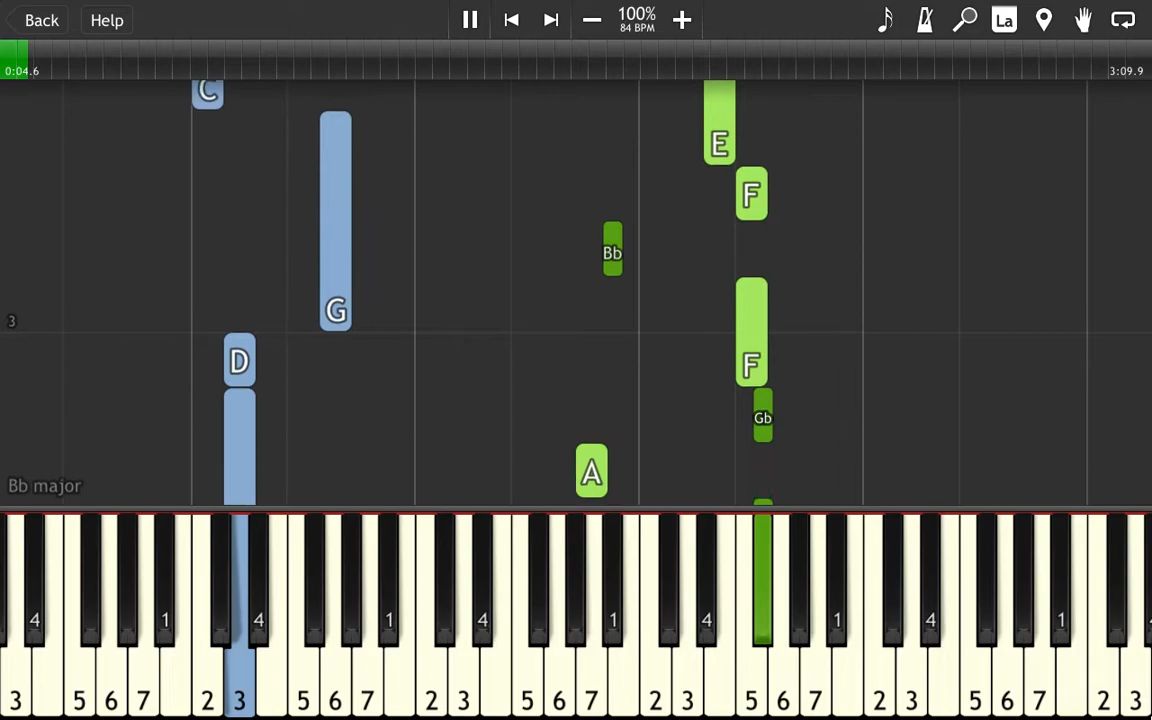 Back Help 100% La
84 BPM
0:04.6 3:09.9
C
E
F
Bb
G
3
D
F
Gb
A
Bb major
4 1 4 1 4 1 4 1 4 1
3 5 6 7 2 3 5 6 7 2 3 5 6 7 2 3 5 6 7 2 3 5 6 7 2 3